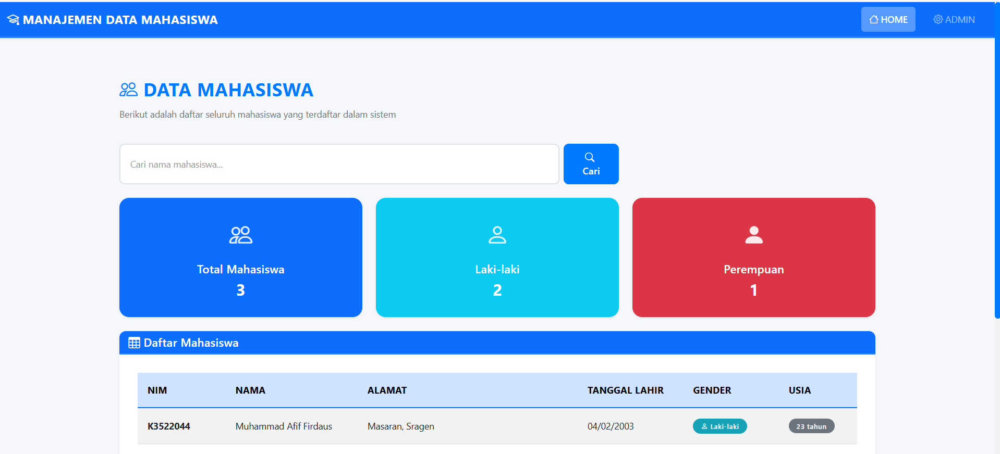 MANAJEMEN DATA MAHASISWA
HOME
ADMIN
DATA MAHASISWA
Berikut adalah daftar seluruh mahasiswa yang terdaftar dalam sistem
Cari nama mahasiswa...
Cari
Total Mahasiswa
3
Laki-laki
2
Perempuan
1
Daftar Mahasiswa
NIM NAMA ALAMAT TANGGAL LAHIR GENDER USIA
K3522044 Muhammad Afif Firdaus Masaran, Sragen 04/02/2003 Laki-laki 23 tahun